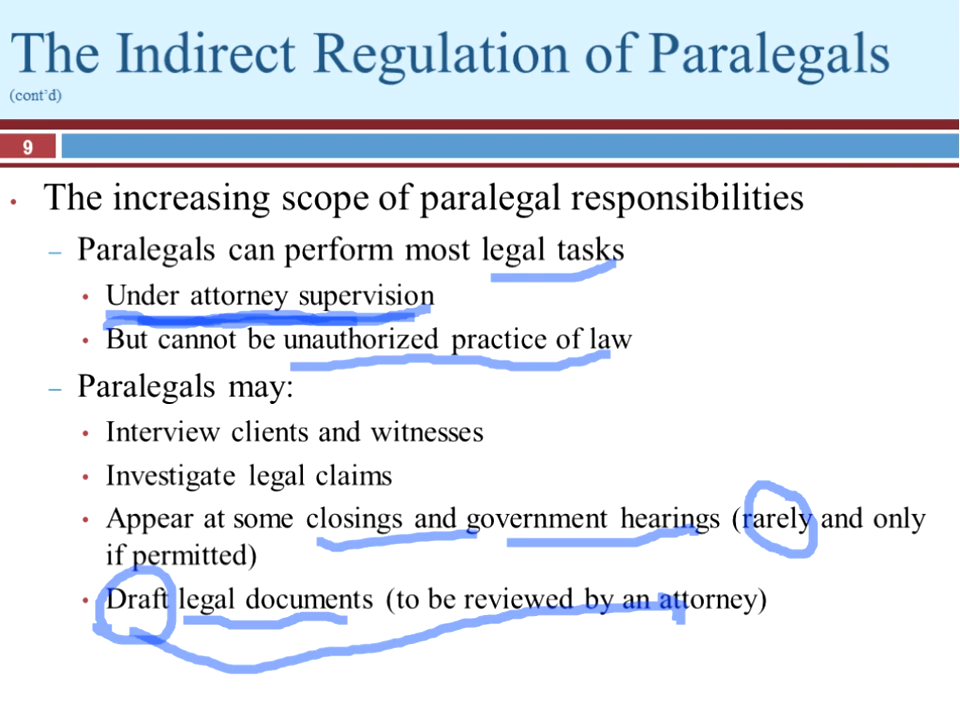 The Indirect Regulation of Paralegals
(cont'd)
9
• The increasing scope of paralegal responsibilities
– Paralegals can perform most legal tasks
• Under attorney supervision
• But cannot be unauthorized practice of law
– Paralegals may:
• Interview clients and witnesses
• Investigate legal claims
• Appear at some closings and government hearings (rarely and only
if permitted)
• Draft legal documents (to be reviewed by an attorney)